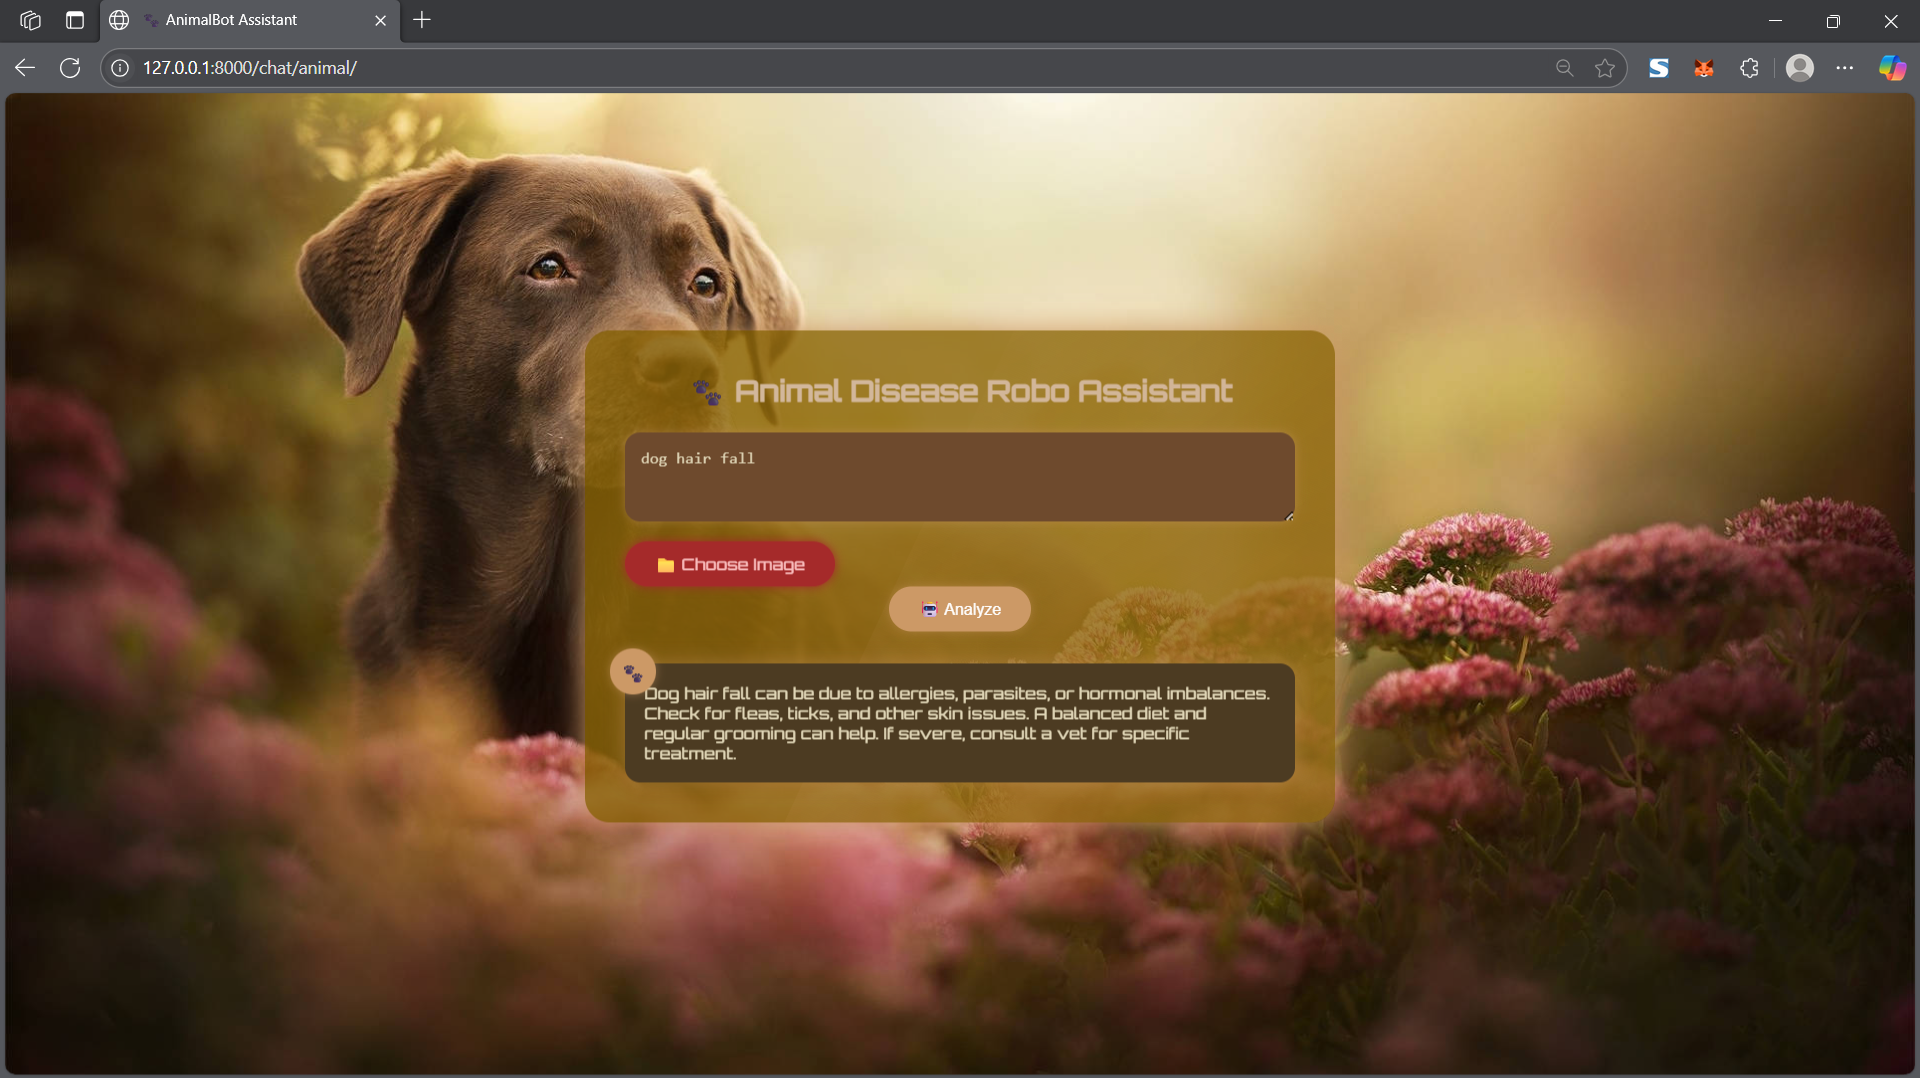 AnimalBot Assistant
127.0.0.1:8000/chat/animal/
Animal Disease Robo Assistant
dog hair fall
Choose Image
Analyze
Dog hair fall can be due to allergies, parasites, or hormonal imbalances.
Check for fleas, ticks, and other skin issues. A balanced diet and
regular grooming can help. If severe, consult a vet for specific
treatment.